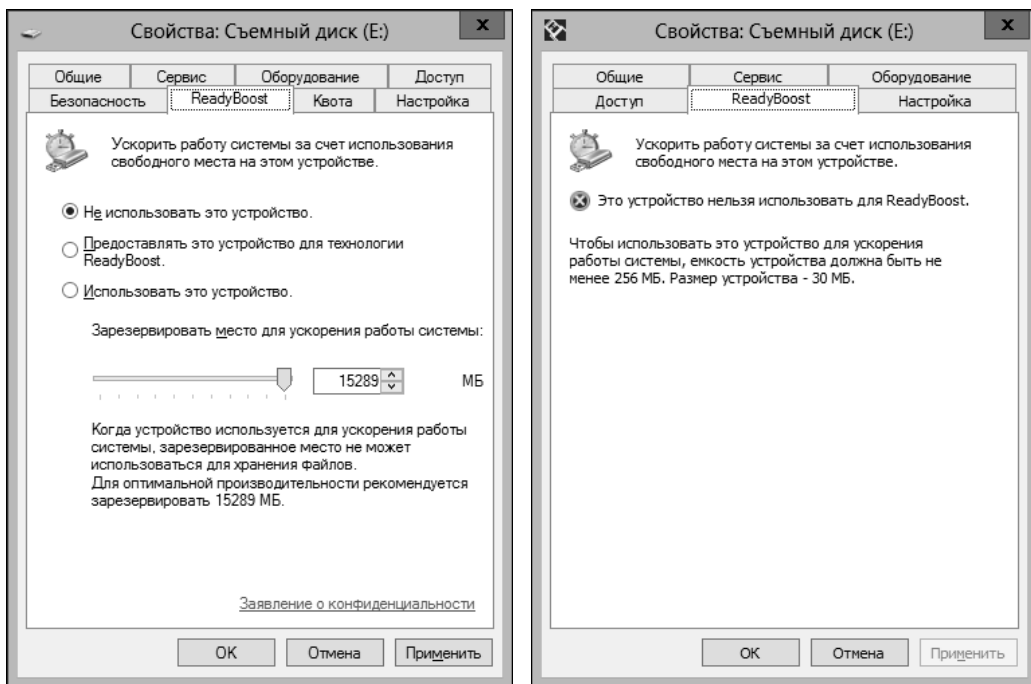 Свойства: Съемный диск (E:)
x
Общие
Сервис
Оборудование
Доступ
Безопасность
ReadyBoost
Квота
Настройка
Ускорить работу системы за счет использования
свободного места на этом устройстве.
Не использовать это устройство.
Предоставлять это устройство для технологии
ReadyBoost.
Использовать это устройство.
Зарезервировать место для ускорения работы системы:
15289
МБ
Когда устройство используется для ускорения работы
системы, зарезервированное место не может
использоваться для хранения файлов.
Для оптимальной производительности рекомендуется
зарезервировать 15289 МБ.
Заявление о конфиденциальности
OK
Отмена
Применить
Свойства: Съемный диск (E:)
x
Общие
Сервис
Оборудование
Доступ
ReadyBoost
Настройка
Ускорить работу системы за счет использования
свободного места на этом устройстве.
Это устройство нельзя использовать для ReadyBoost.
Чтобы использовать это устройство для ускорения
работы системы, емкость устройства должна быть не
менее 256 МБ. Размер устройства - 30 МБ.
OK
Отмена
Применить